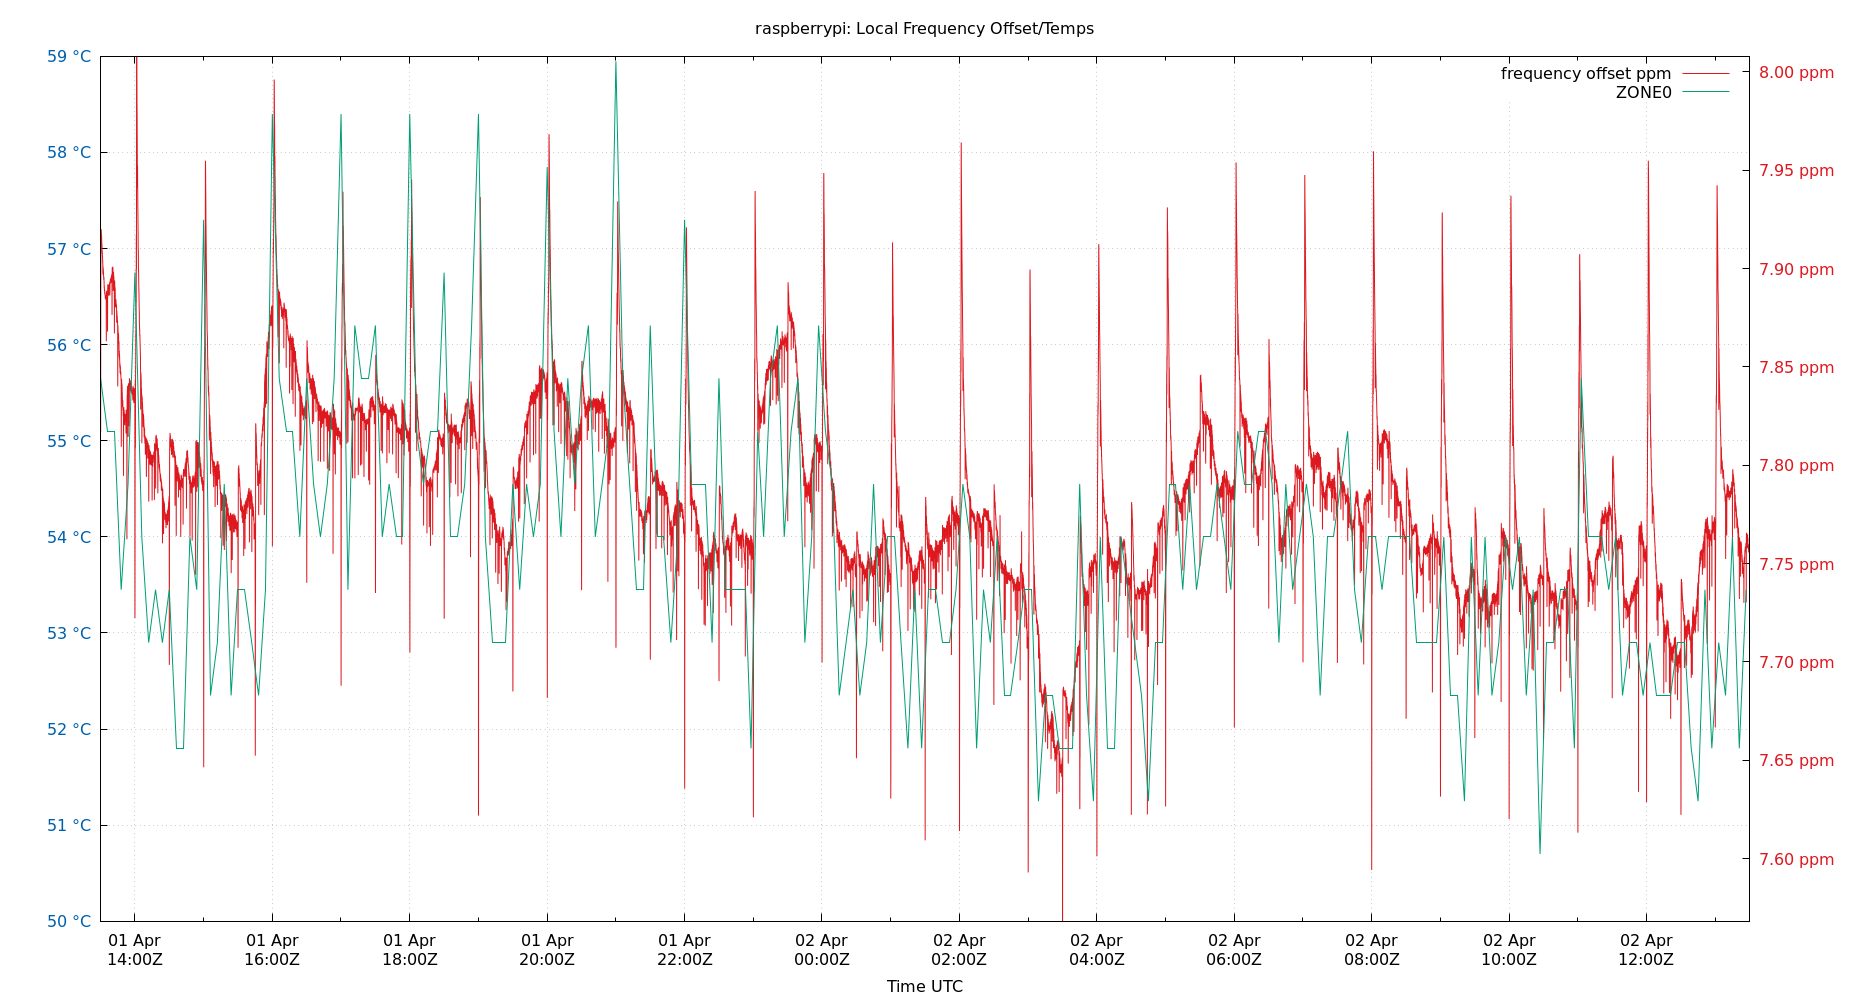 raspberrypi: Local Frequency Offset/Temps
frequency offset ppm
ZONE0
59 °C
58 °C
57 °C
56 °C
55 °C
54 °C
53 °C
52 °C
51 °C
50 °C
8.00 ppm
7.95 ppm
7.90 ppm
7.85 ppm
7.80 ppm
7.75 ppm
7.70 ppm
7.65 ppm
7.60 ppm
01 Apr 01 Apr 01 Apr 01 Apr 01 Apr 02 Apr 02 Apr 02 Apr 02 Apr 02 Apr 02 Apr 02 Apr
14:00Z 16:00Z 18:00Z 20:00Z 22:00Z 00:00Z 02:00Z 04:00Z 06:00Z 08:00Z 10:00Z 12:00Z
Time UTC